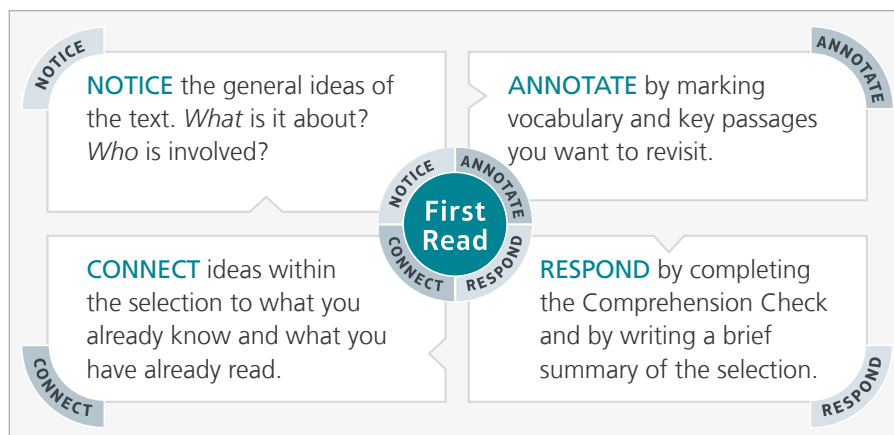 NOTICE
NOTICE the general ideas of
the text. What is it about?
Who is involved?
ANNOTATE
ANNOTATE by marking
vocabulary and key passages
you want to revisit.
NOTICE
ANNOTATE
First
Read
CONNECT
RESPOND
CONNECT ideas within
the selection to what you
already know and what you
have already read.
CONNECT
RESPOND by completing
the Comprehension Check
and by writing a brief
summary of the selection.
RESPOND